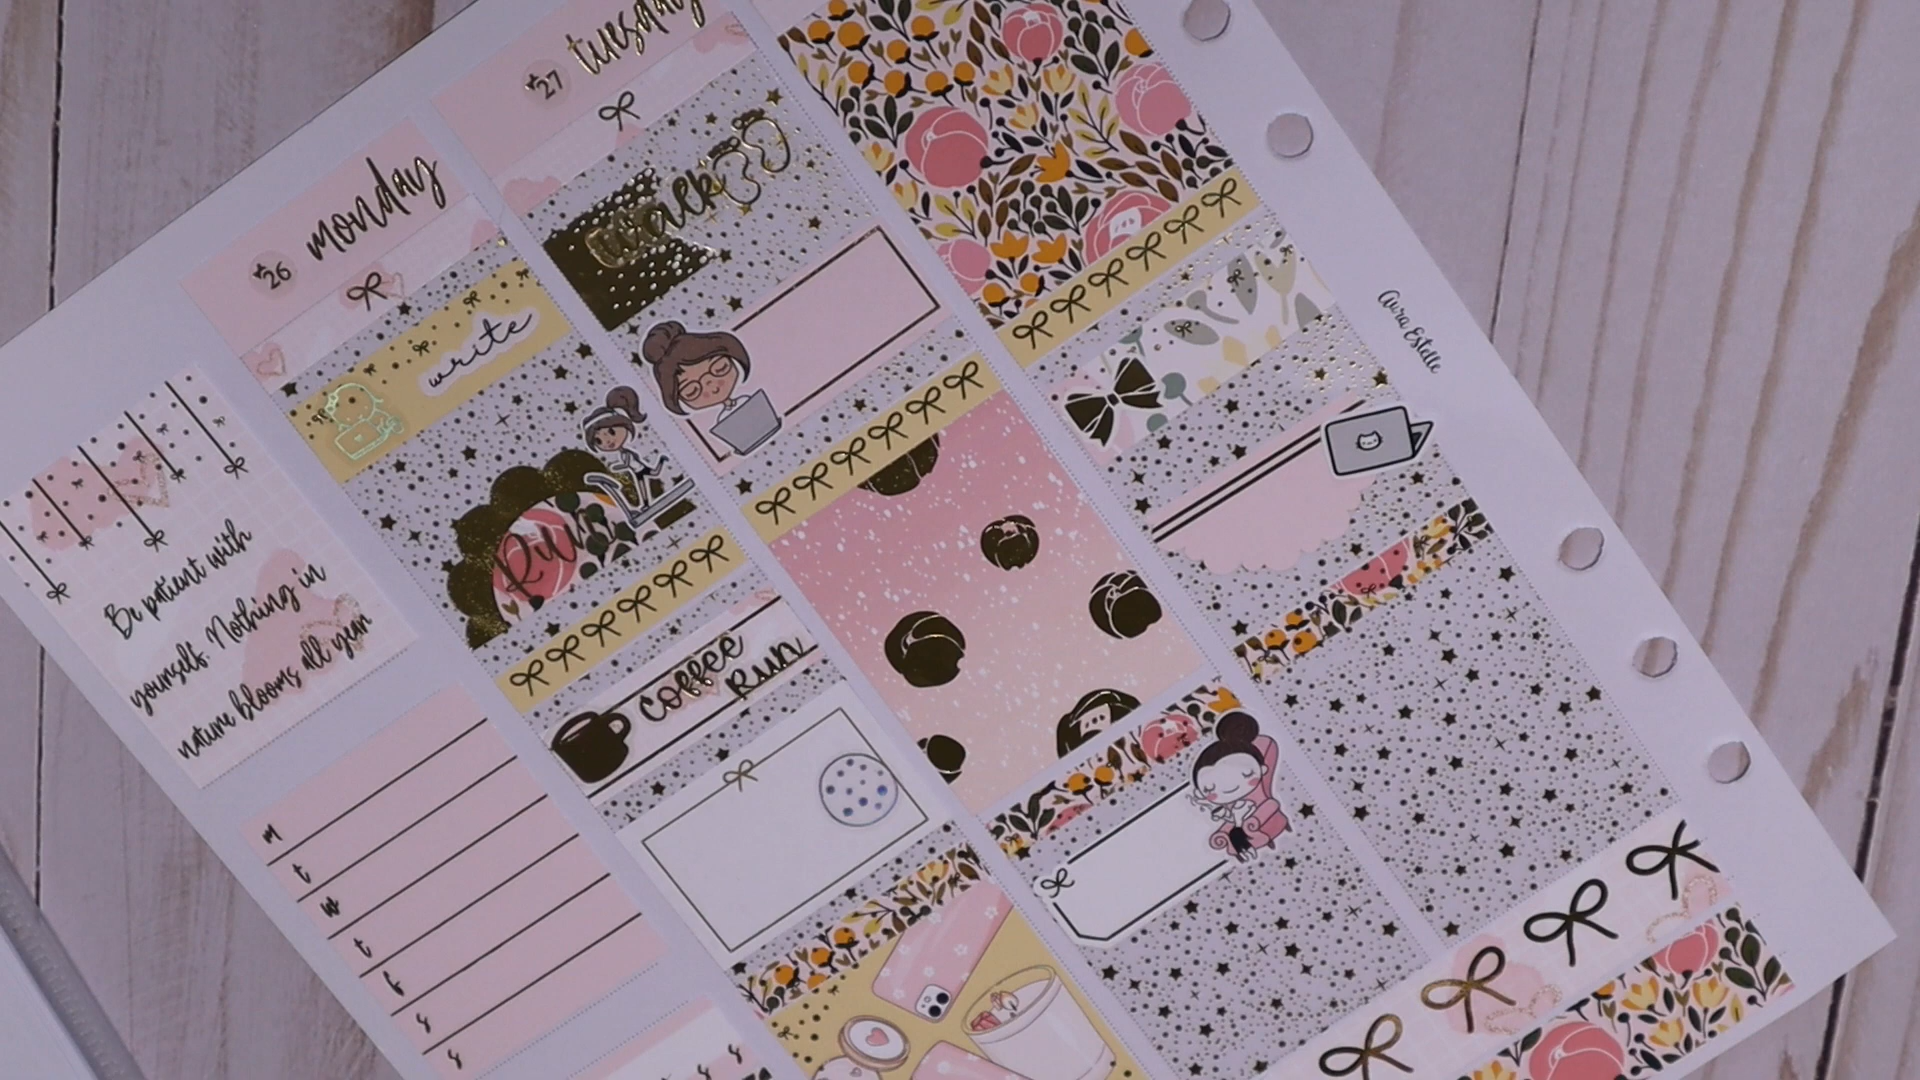 tuesday
27
monday
26
walk
write
Run
Coffee
Run
Be patient with
yourself. Nothing in
nature blooms all year
m
t
w
t
f
s
s
Aura Estelle